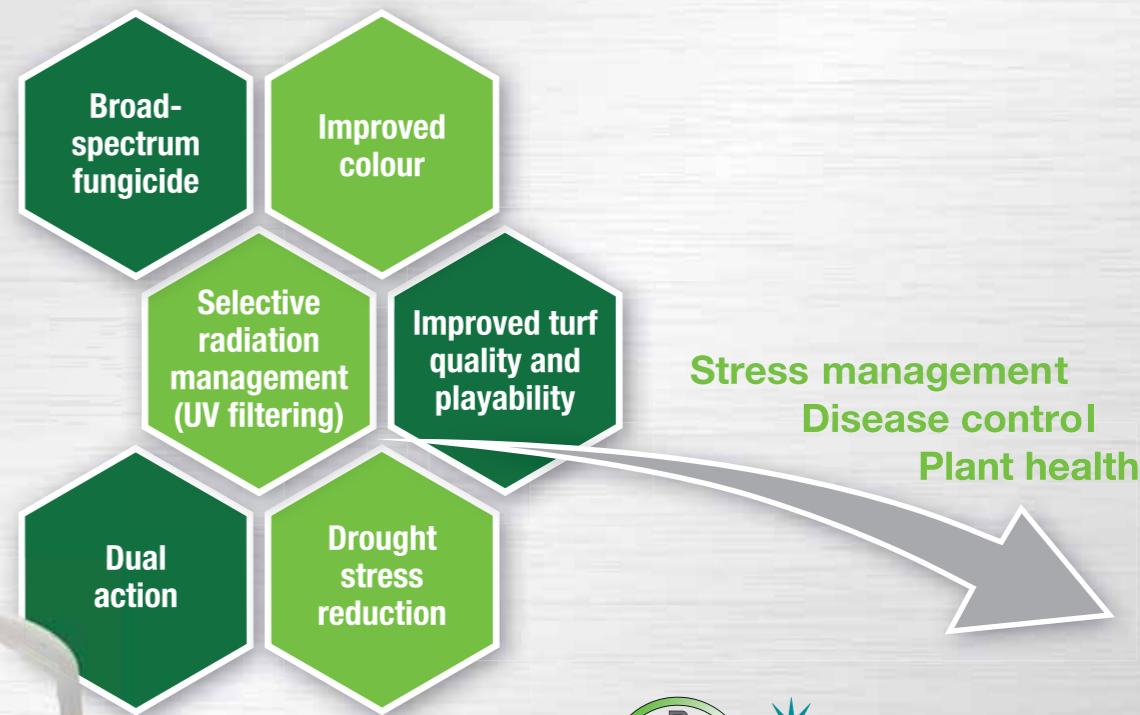 Broad-
spectrum
fungicide
Improved
colour
Selective
radiation
management
(UV filtering)
Improved turf
quality and
playability
Stress management
Disease control
Plant health
Dual
action
Drought
stress
reduction